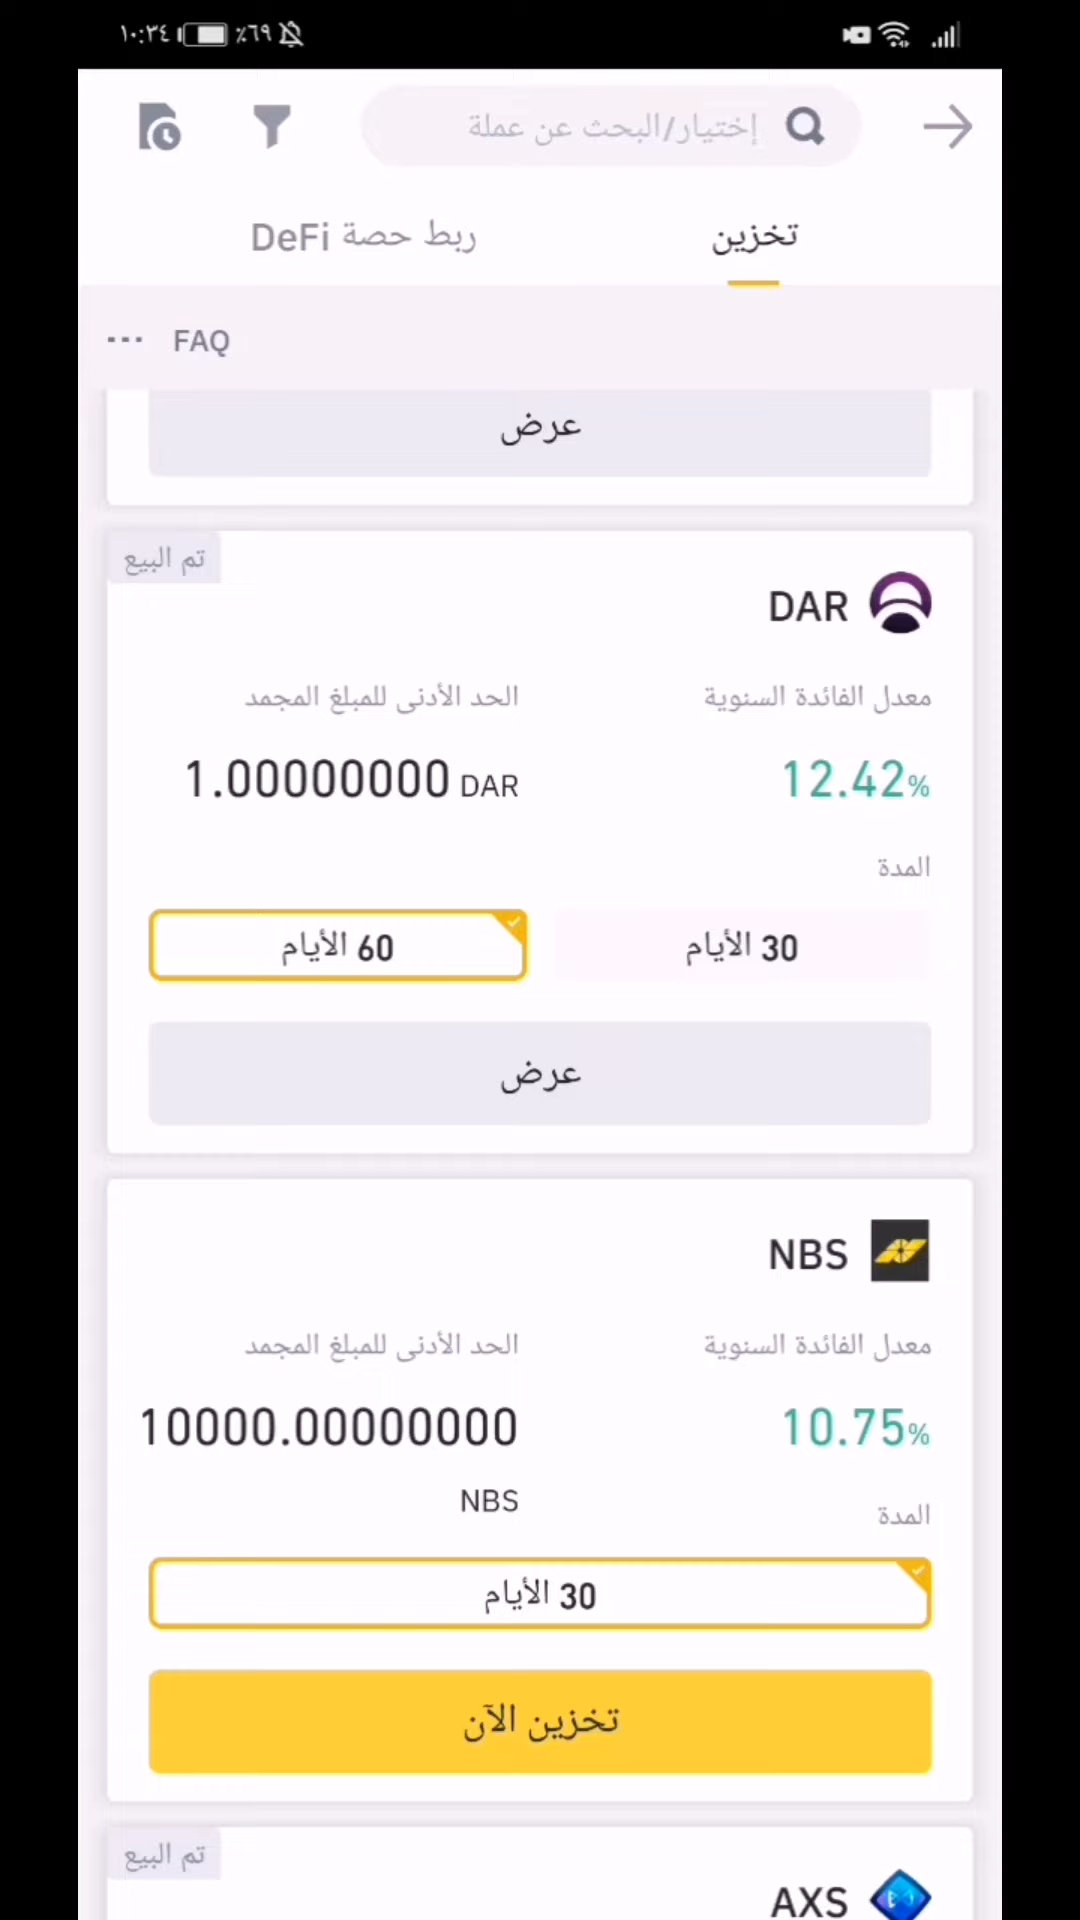 ١٠:٣٤ ٪٦٩
إختيار/البحث عن عملة
تخزين
ربط حصة DeFi
FAQ
عرض
تم البيع
DAR
معدل الفائدة السنوية
الحد الأدنى للمبلغ المجمد
12.42%
1.00000000 DAR
المدة
30 الأيام
60 الأيام
عرض
NBS
معدل الفائدة السنوية
الحد الأدنى للمبلغ المجمد
10.75%
10000.00000000
NBS
المدة
30 الأيام
تخزين الآن
تم البيع
AXS